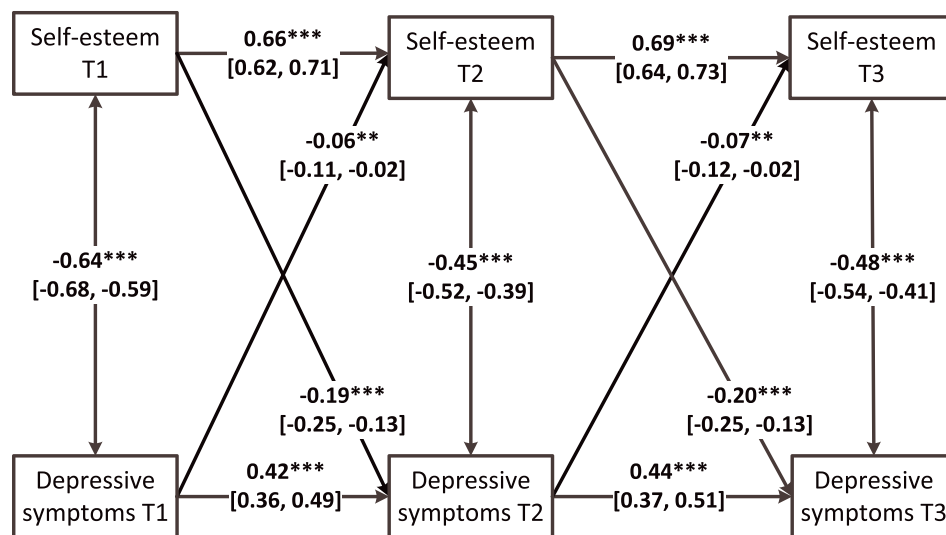 Self-esteem
T1
0.66***
[0.62, 0.71]
Self-esteem
T2
0.69***
[0.64, 0.73]
Self-esteem
T3
-0.06**
[-0.11, -0.02]
-0.07**
[-0.12, -0.02]
-0.64***
[-0.68, -0.59]
-0.45***
[-0.52, -0.39]
-0.48***
[-0.54, -0.41]
-0.19***
[-0.25, -0.13]
-0.20***
[-0.25, -0.13]
Depressive
symptoms T1
0.42***
[0.36, 0.49]
Depressive
symptoms T2
0.44***
[0.37, 0.51]
Depressive
symptoms T3